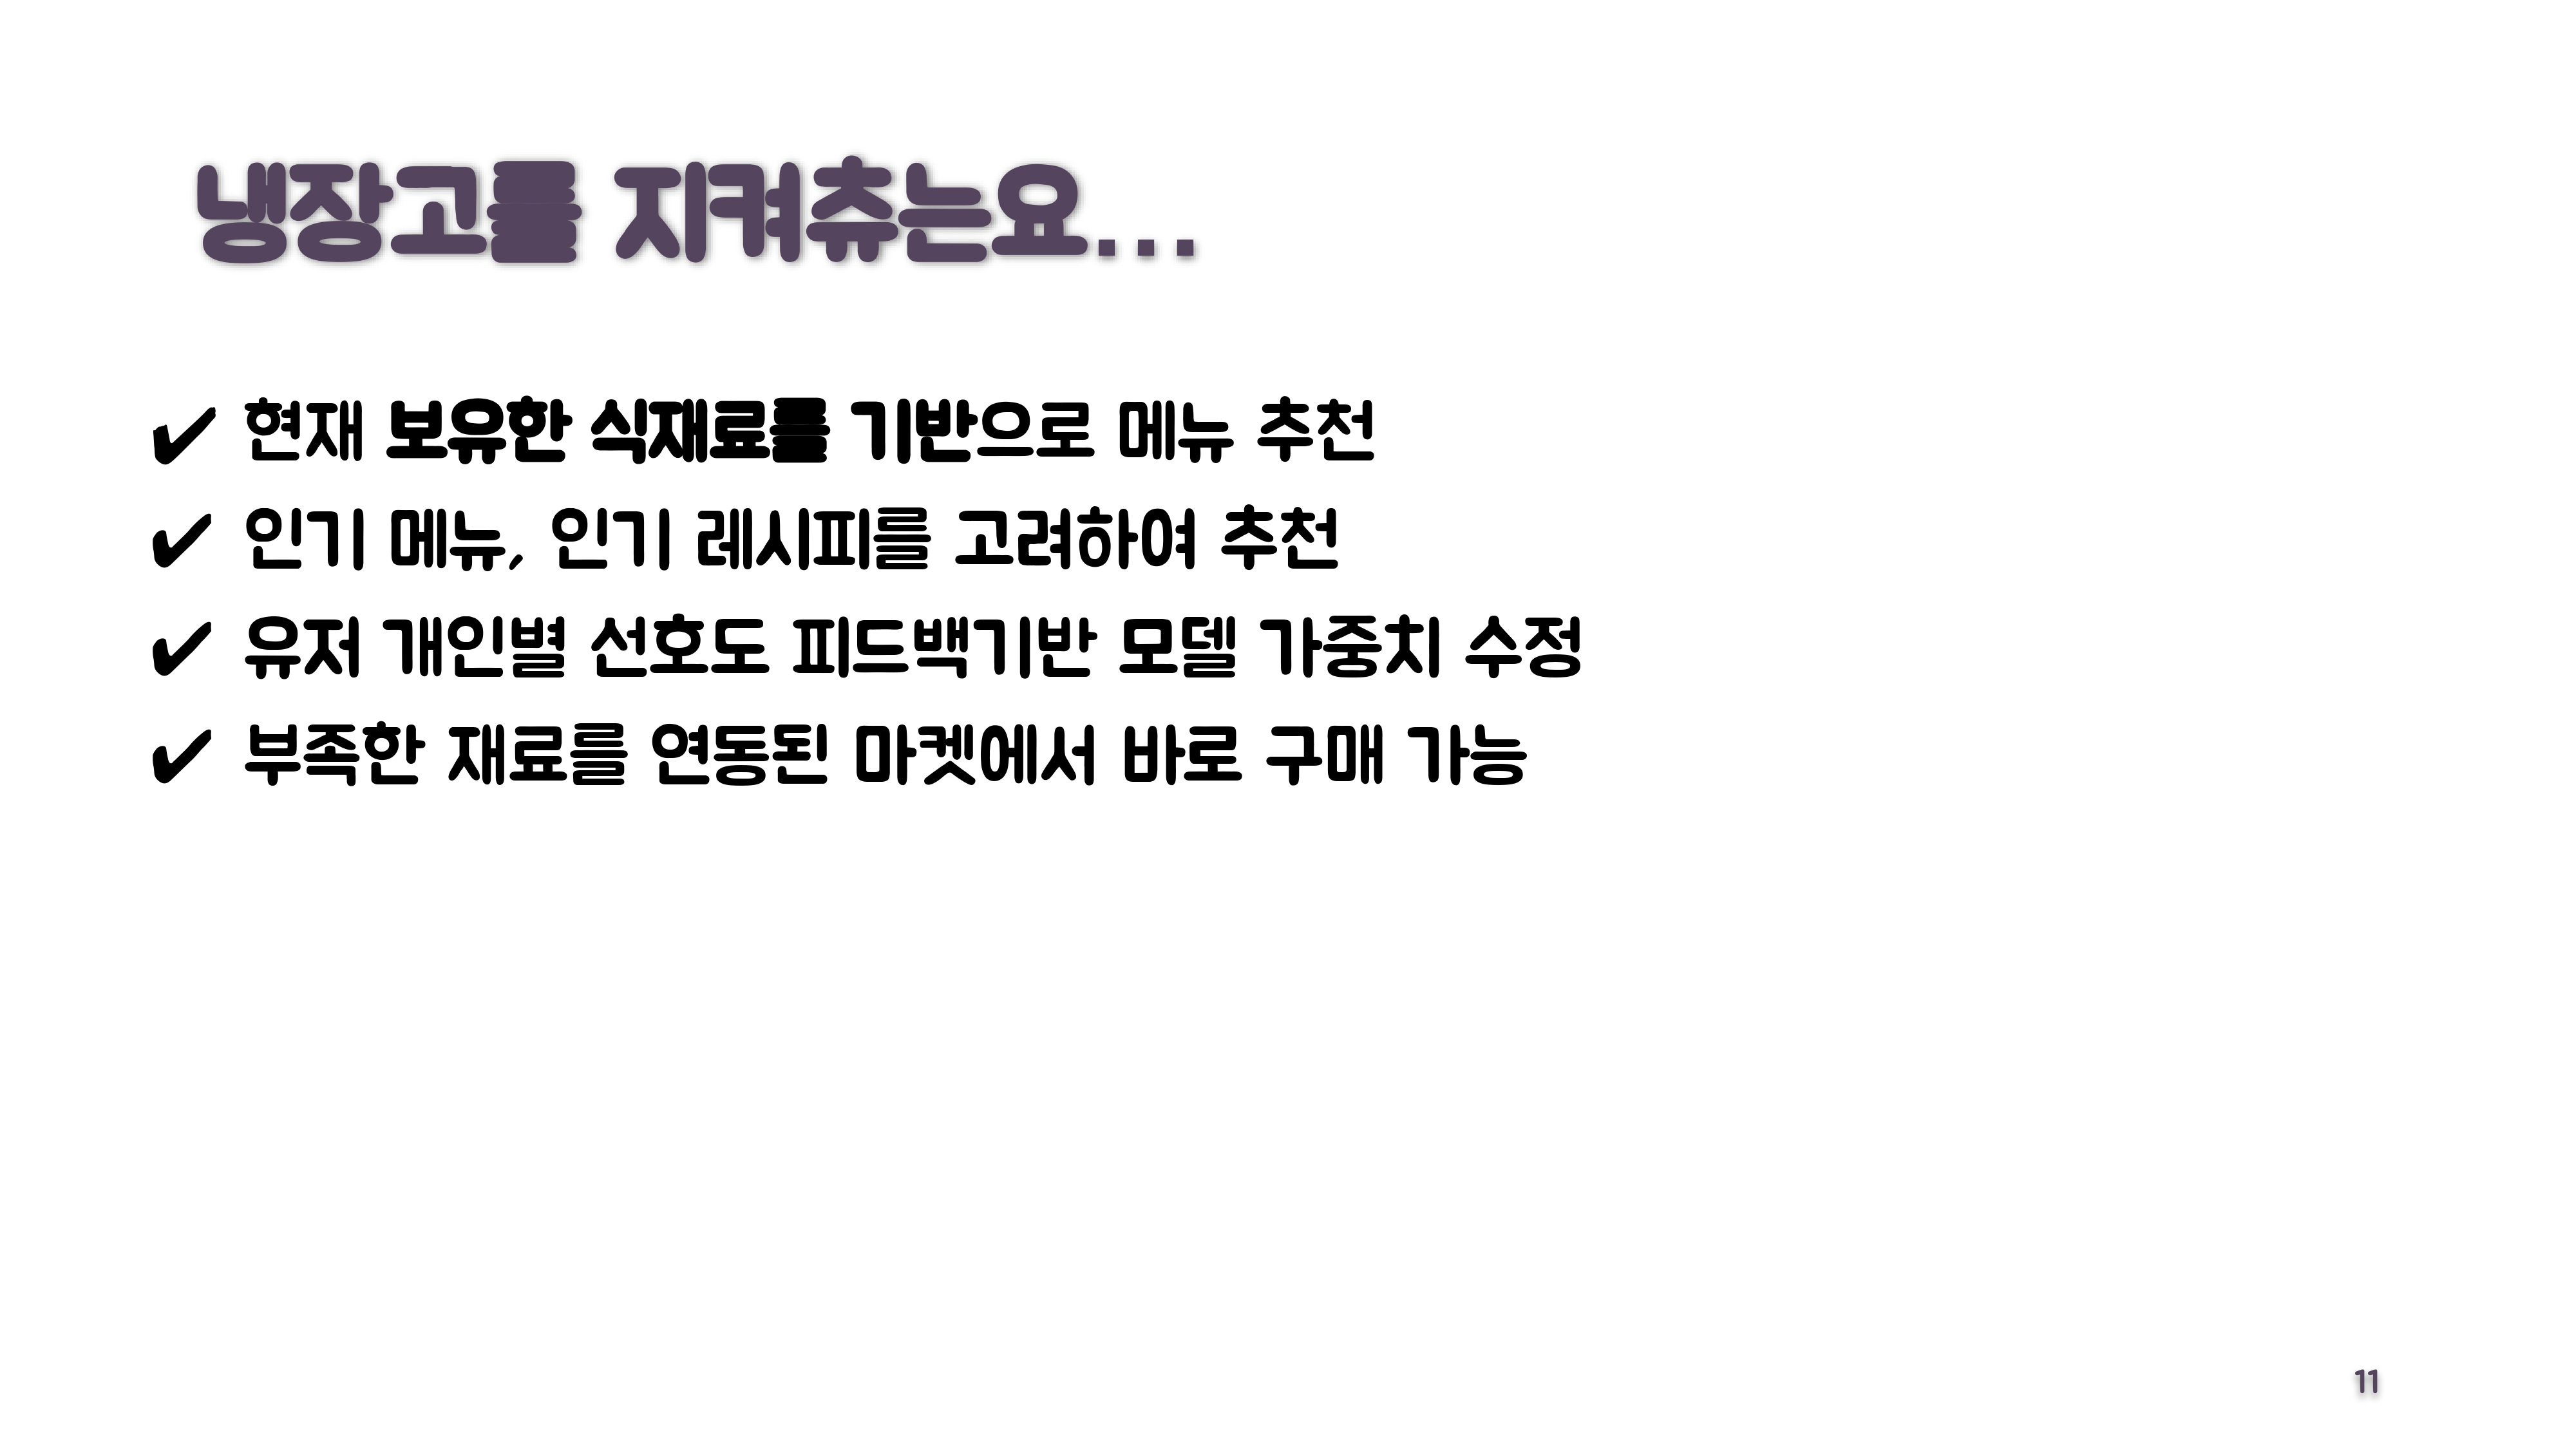 냉장고를 지켜츄는요...
✔ 현재 보유한 식재료를 기반으로 메뉴 추천
✔ 인기 메뉴, 인기 레시피를 고려하여 추천
✔ 유저 개인별 선호도 피드백기반 모델 가중치 수정
✔ 부족한 재료를 연동된 마켓에서 바로 구매 가능
11